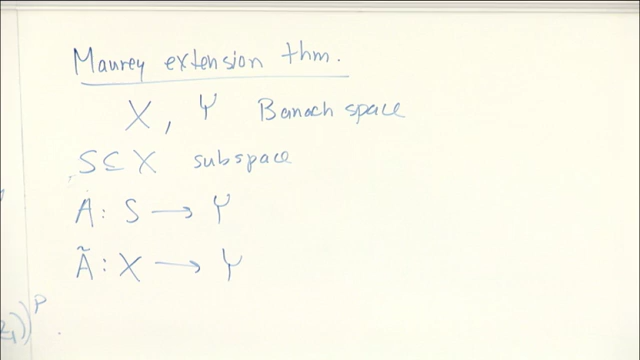 Maurey extension thm.
X, Y Banach space
S ⊆ X subspace
A: S → Y
Ã: X → Y
))^p